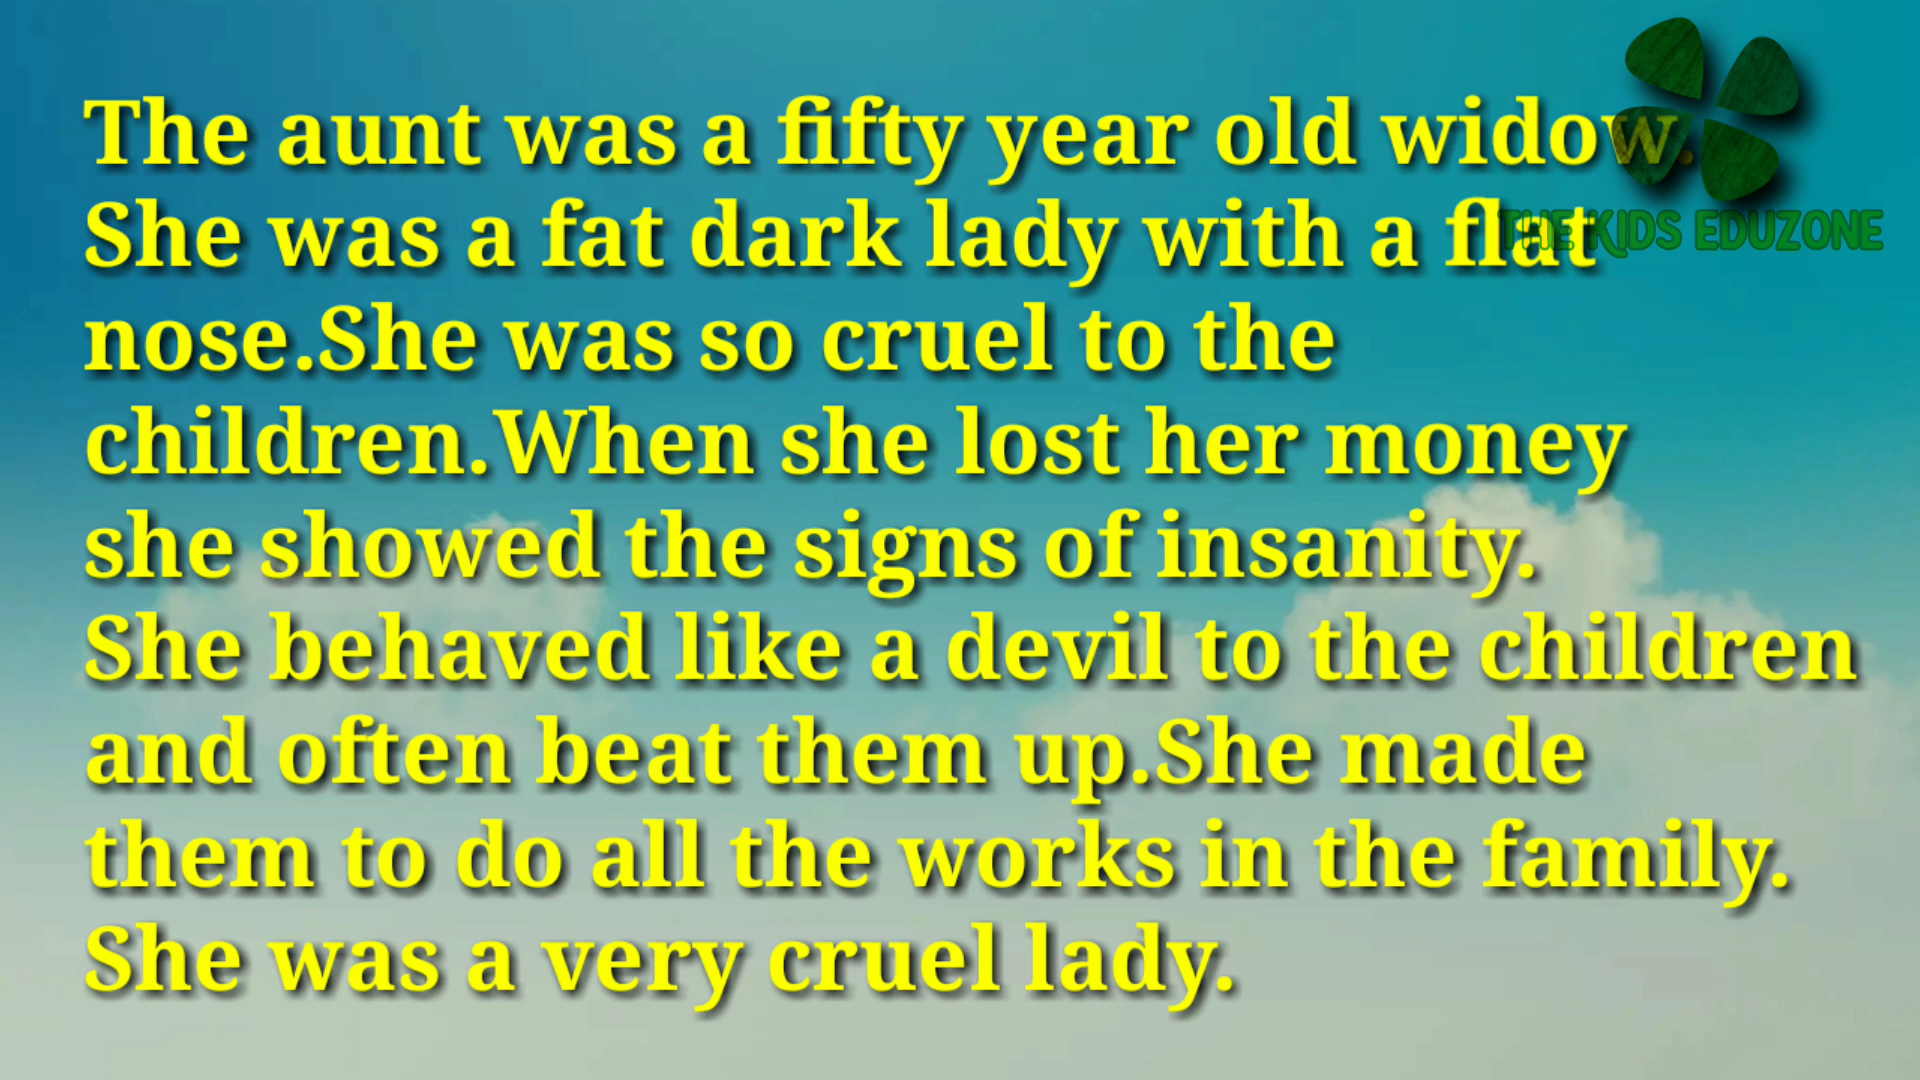 The aunt was a fifty year old widow.
She was a fat dark lady with a flat
THE KIDS EDUZONE
nose.She was so cruel to the
children.When she lost her money
she showed the signs of insanity.
She behaved like a devil to the children
and often beat them up.She made
them to do all the works in the family.
She was a very cruel lady.